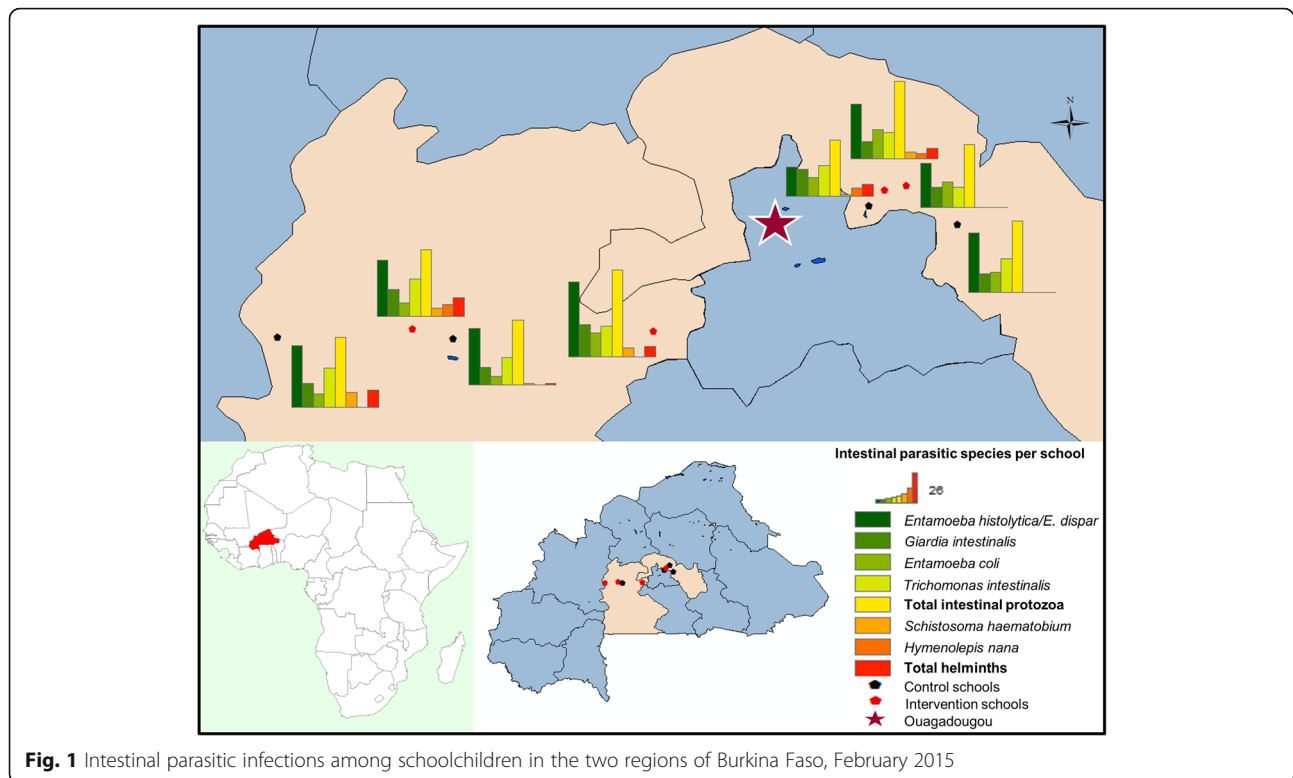 N
Intestinal parasitic species per school
26
Entamoeba histolytica/E. dispar
Giardia intestinalis
Entamoeba coli
Trichomonas intestinalis
Total intestinal protozoa
Schistosoma haematobium
Hymenolepis nana
Total helminths
Control schools
Intervention schools
Ouagadougou
Fig. 1 Intestinal parasitic infections among schoolchildren in the two regions of Burkina Faso, February 2015